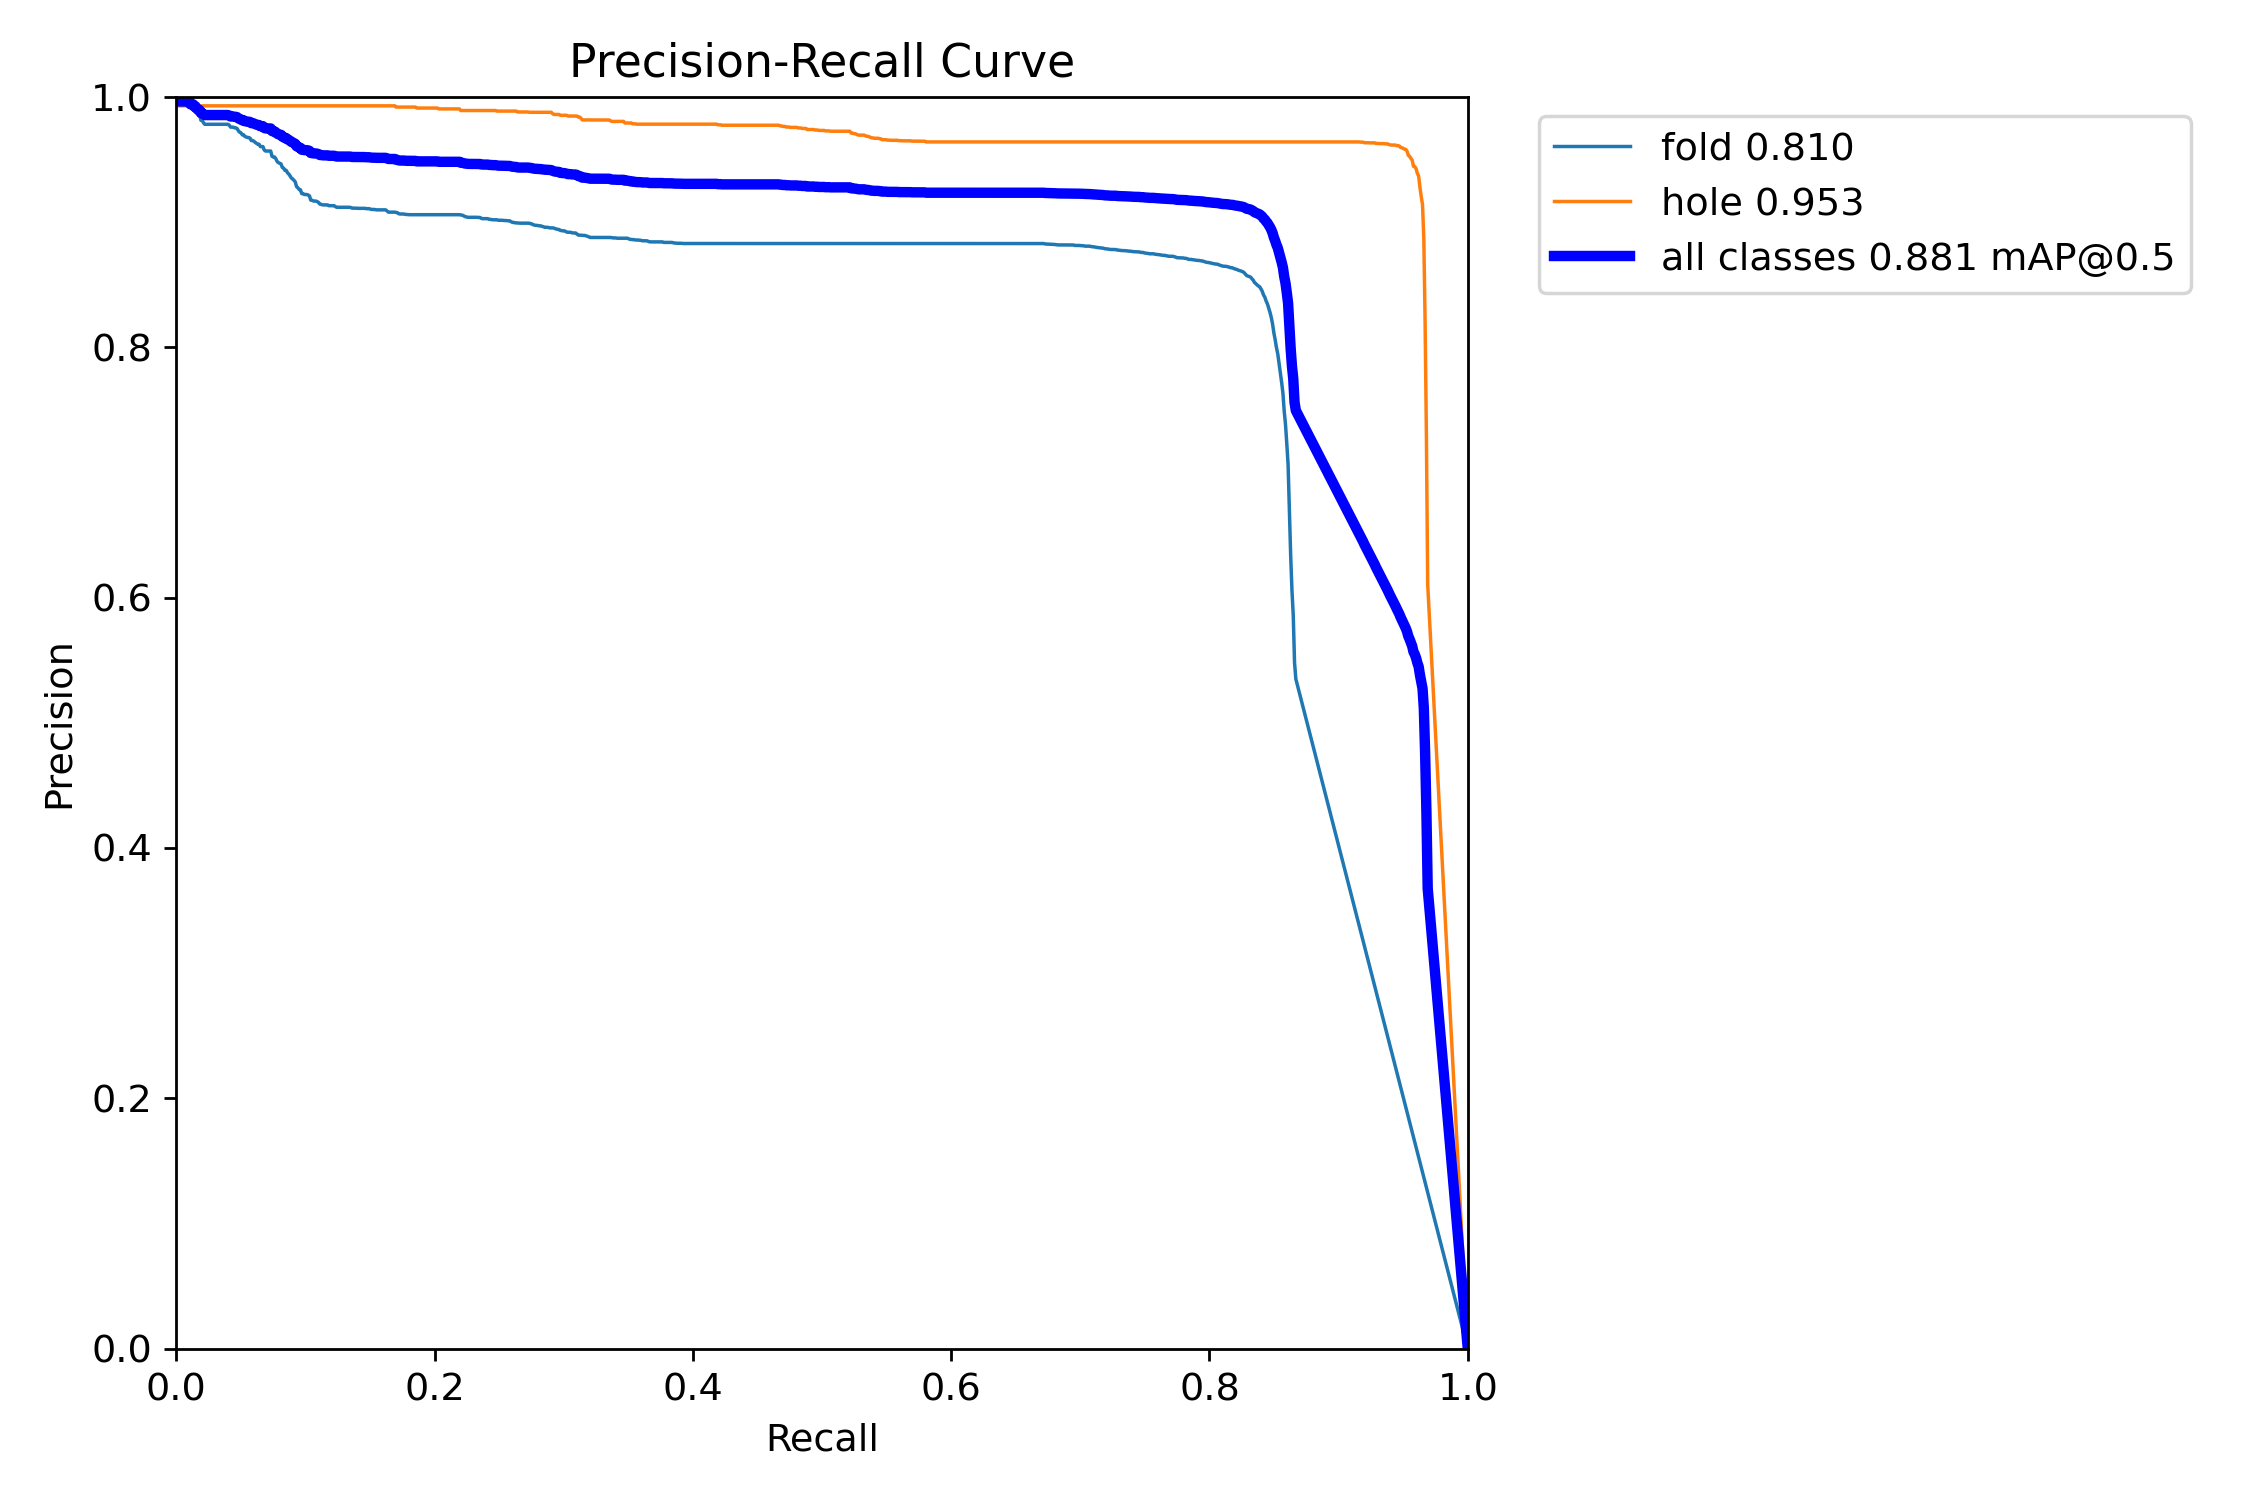 Precision-Recall Curve
1.0
0.8
0.6
0.4
0.2
0.0
Precision
0.0 0.2 0.4 0.6 0.8 1.0
Recall
fold 0.810
hole 0.953
all classes 0.881 mAP@0.5